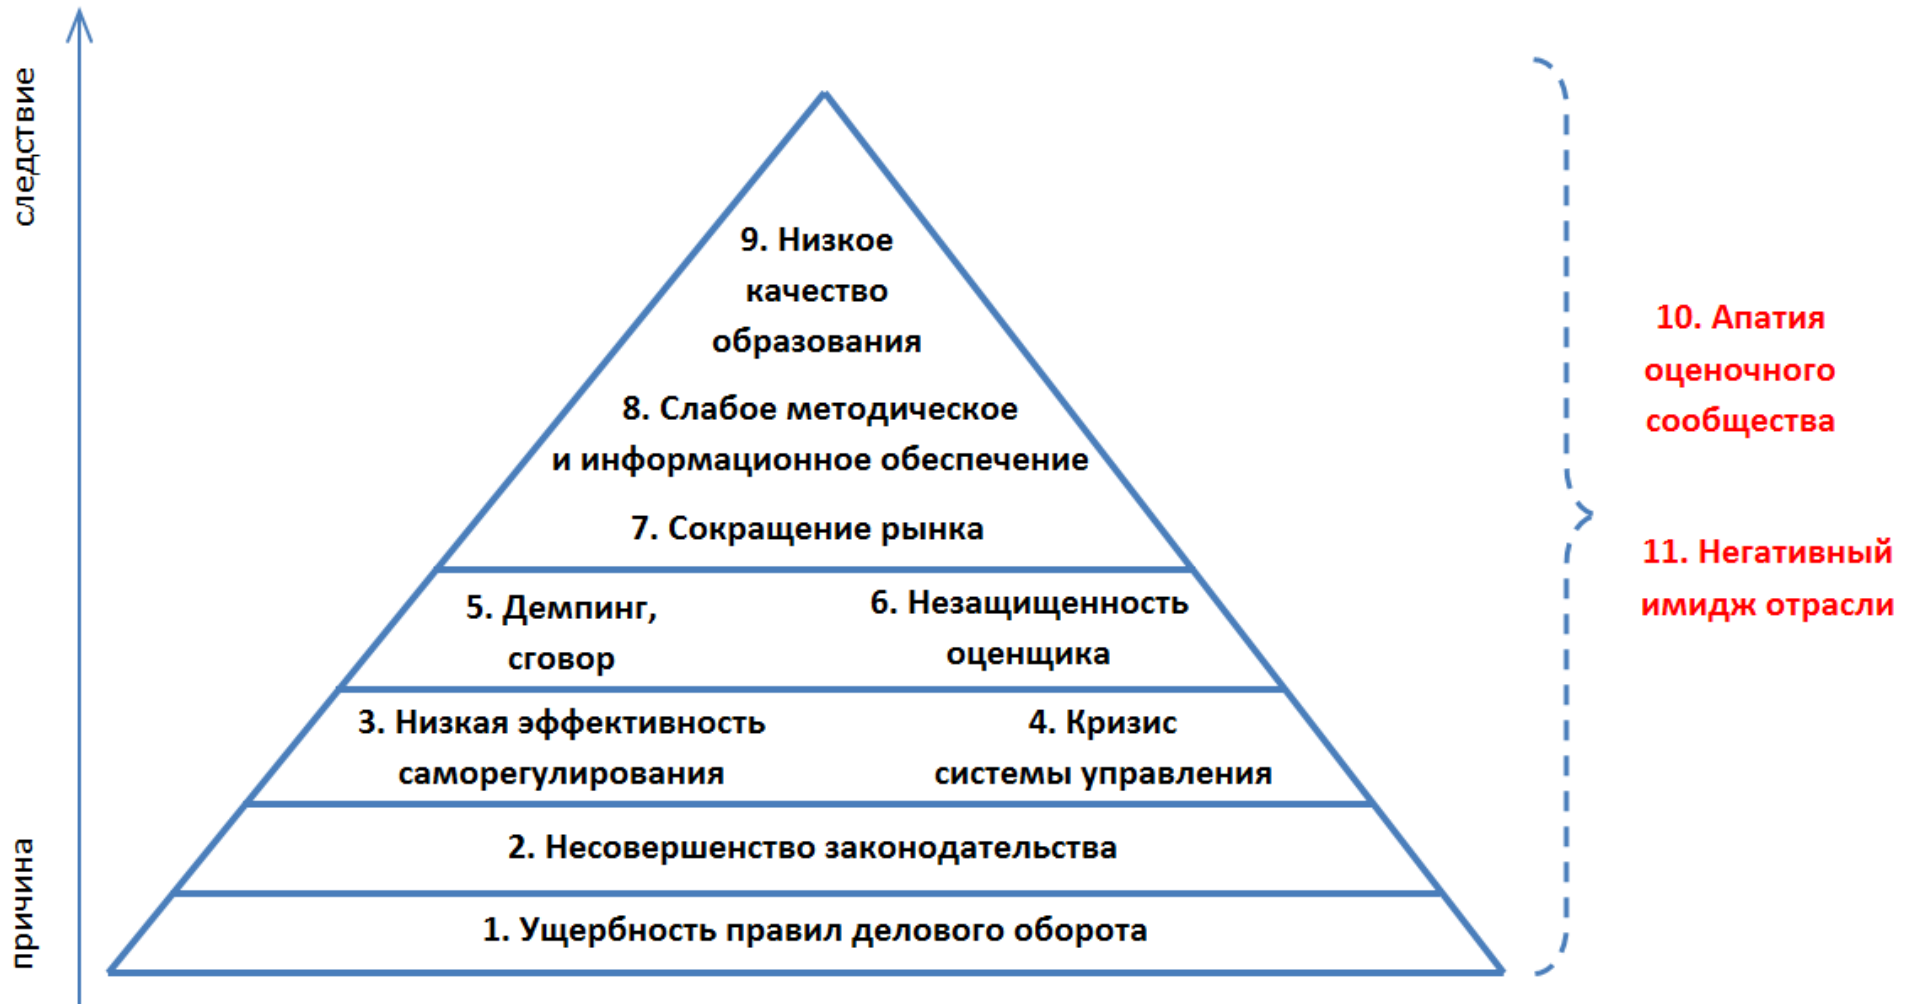 следствие
9. Низкое
качество
образования
8. Слабое методическое
и информационное обеспечение
7. Сокращение рынка
5. Демпинг,
сговор
6. Незащищенность
оценщика
3. Низкая эффективность
саморегулирования
4. Кризис
системы управления
2. Несовершенство законодательства
1. Ущербность правил делового оборота
причина
10. Апатия
оценочного
сообщества
11. Негативный
имидж отрасли